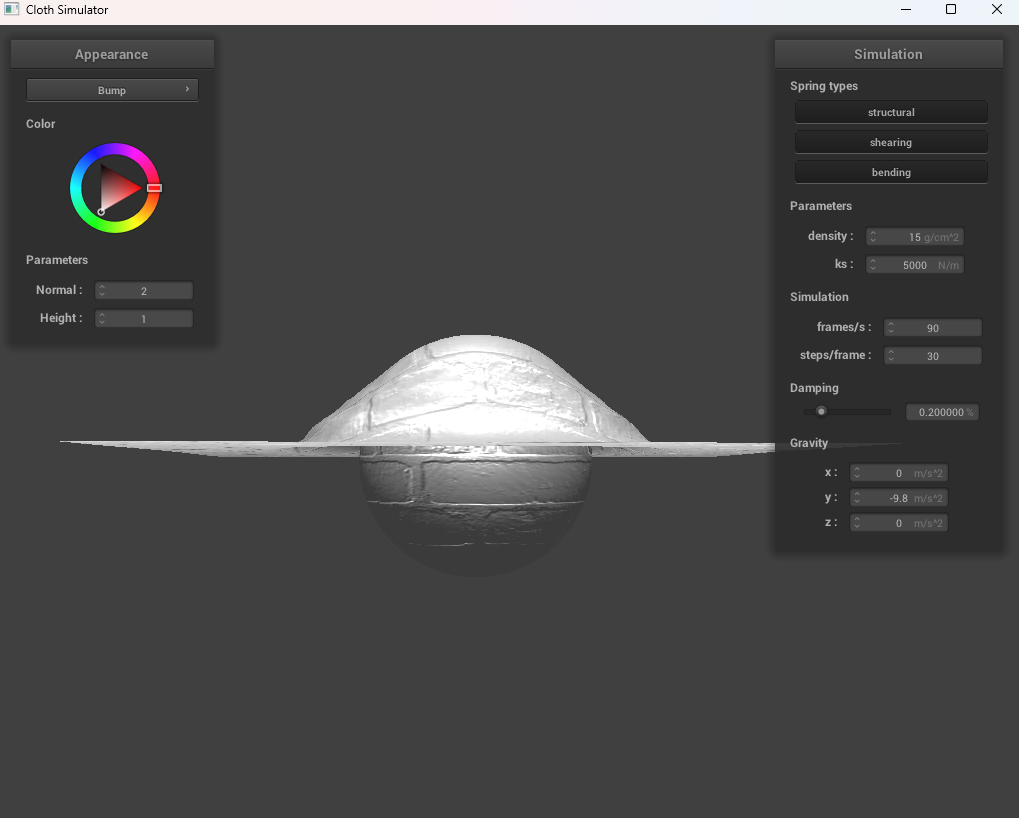 Cloth Simulator
Appearance
Bump
Color
Parameters
Normal : 2
Height : 1
Simulation
Spring types
structural
shearing
bending
Parameters
density : 15 g/cm^2
ks : 5000 N/m
Simulation
frames/s : 90
steps/frame : 30
Damping
0.200000 %
Gravity
x : 0 m/s^2
y : -9.8 m/s^2
z : 0 m/s^2